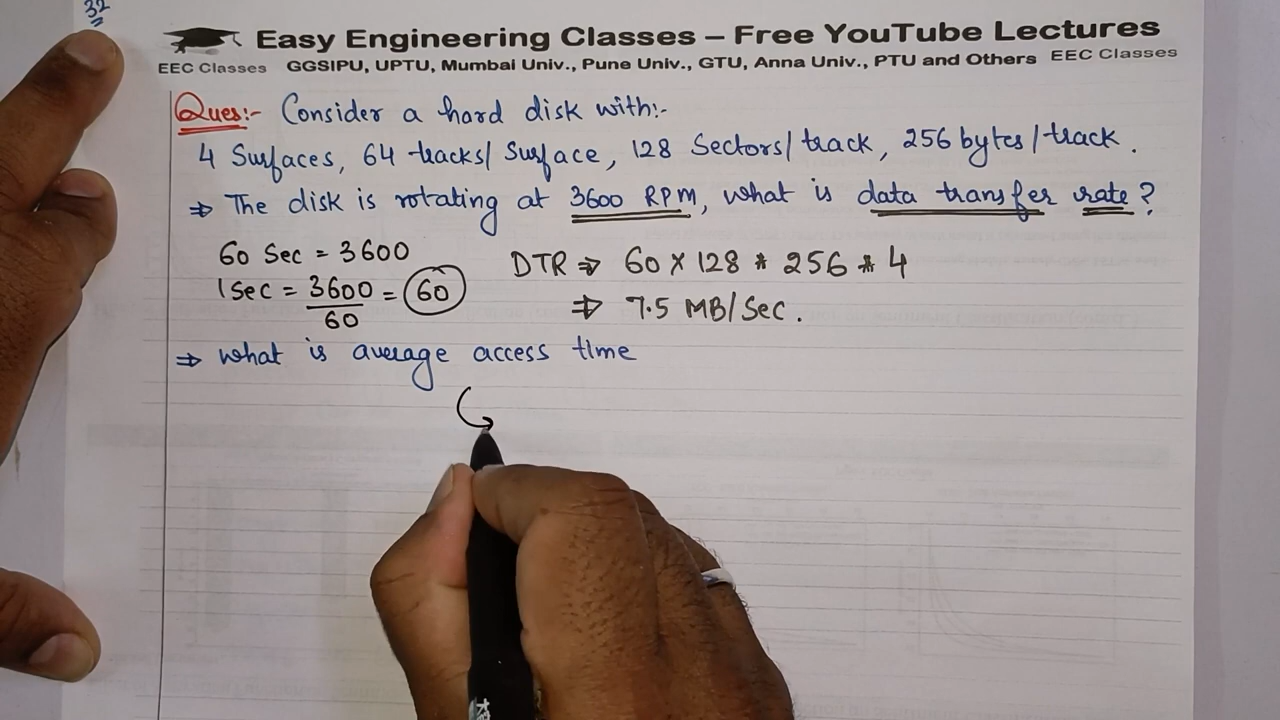 32
Easy Engineering Classes – Free YouTube Lectures
EEC Classes GGSIPU, UPTU, Mumbai Univ., Pune Univ., GTU, Anna Univ., PTU and Others EEC Classes
Ques:- Consider a hard disk with:-
4 Surfaces, 64 tracks/Surface, 128 Sectors/track, 256 bytes/track.
⇒ The disk is rotating at 3600 RPM, what is data transfer rate?
60 Sec = 3600
1 Sec = 3600/60 = 60
DTR ⇒ 60 × 128 * 256 * 4
⇒ 7.5 MB/Sec.
⇒ what is average access time